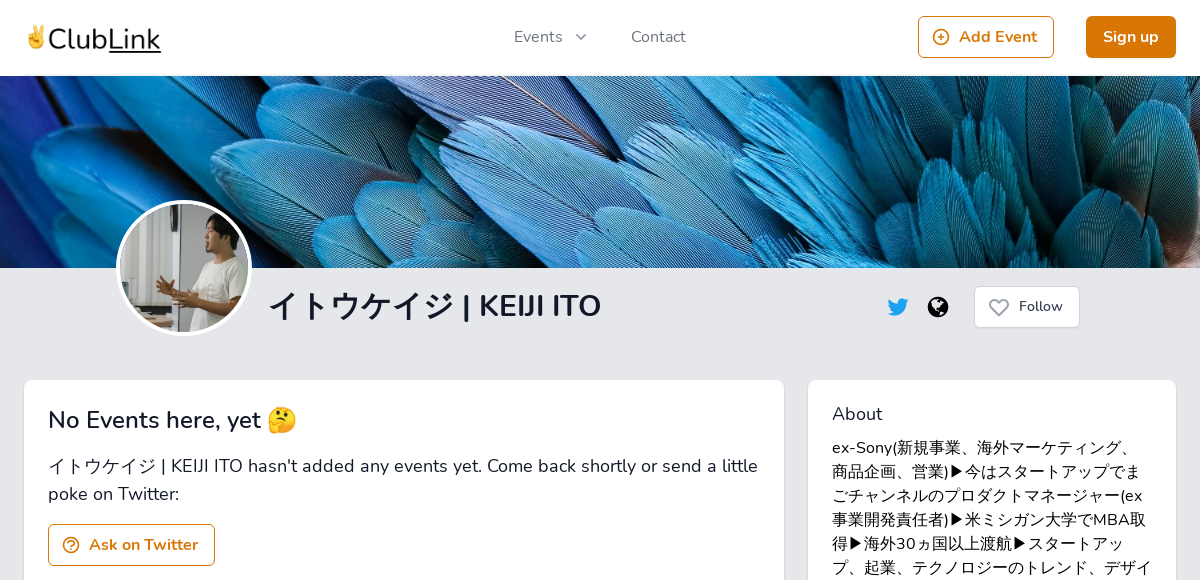 ✌ClubLink
Events
Contact
Add Event
Sign up
イトウケイジ | KEIJI ITO
Follow
No Events here, yet 🤔
イトウケイジ | KEIJI ITO hasn't added any events yet. Come back shortly or send a little
poke on Twitter:
Ask on Twitter
About
ex-Sony(新規事業、海外マーケティング、
商品企画、営業)▶今はスタートアップでま
ごチャンネルのプロダクトマネージャー(ex
事業開発責任者)▶米ミシガン大学でMBA取
得▶海外30ヵ国以上渡航▶スタートアッ
プ、起業、テクノロジーのトレンド、デザイ